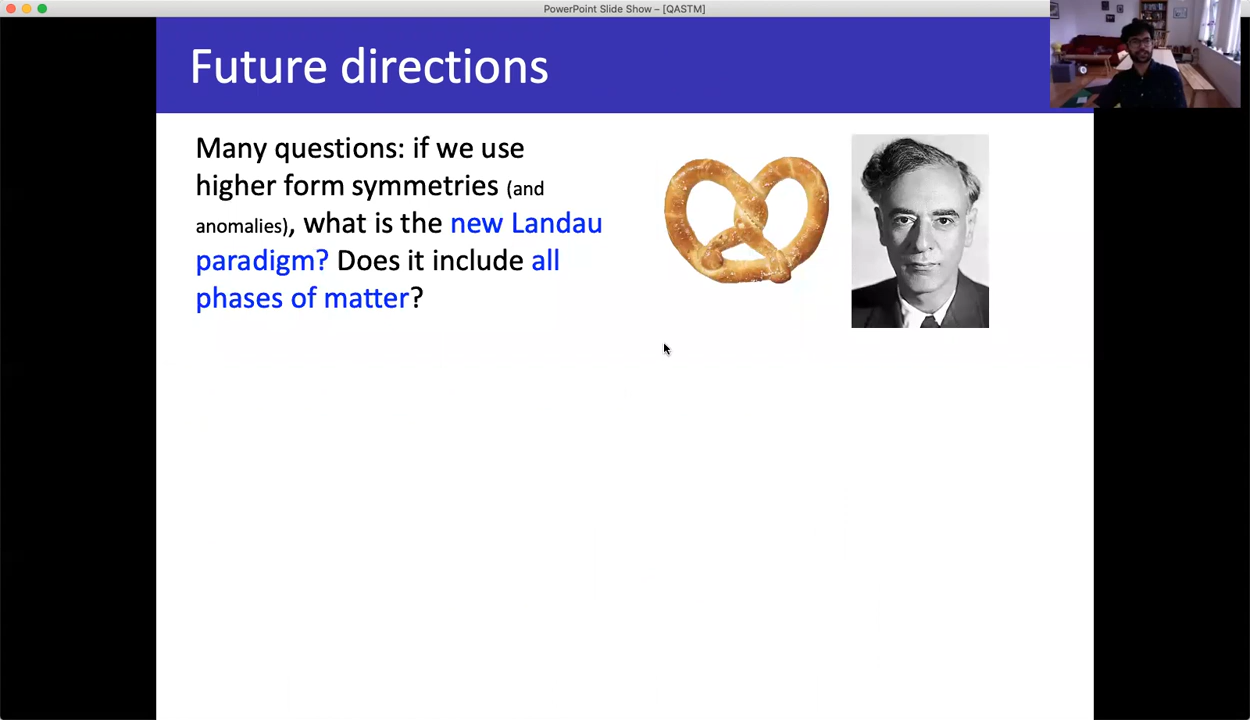 PowerPoint Slide Show – [QASTM]
Future directions
Many questions: if we use
higher form symmetries (and
anomalies), what is the new Landau
paradigm? Does it include all
phases of matter?